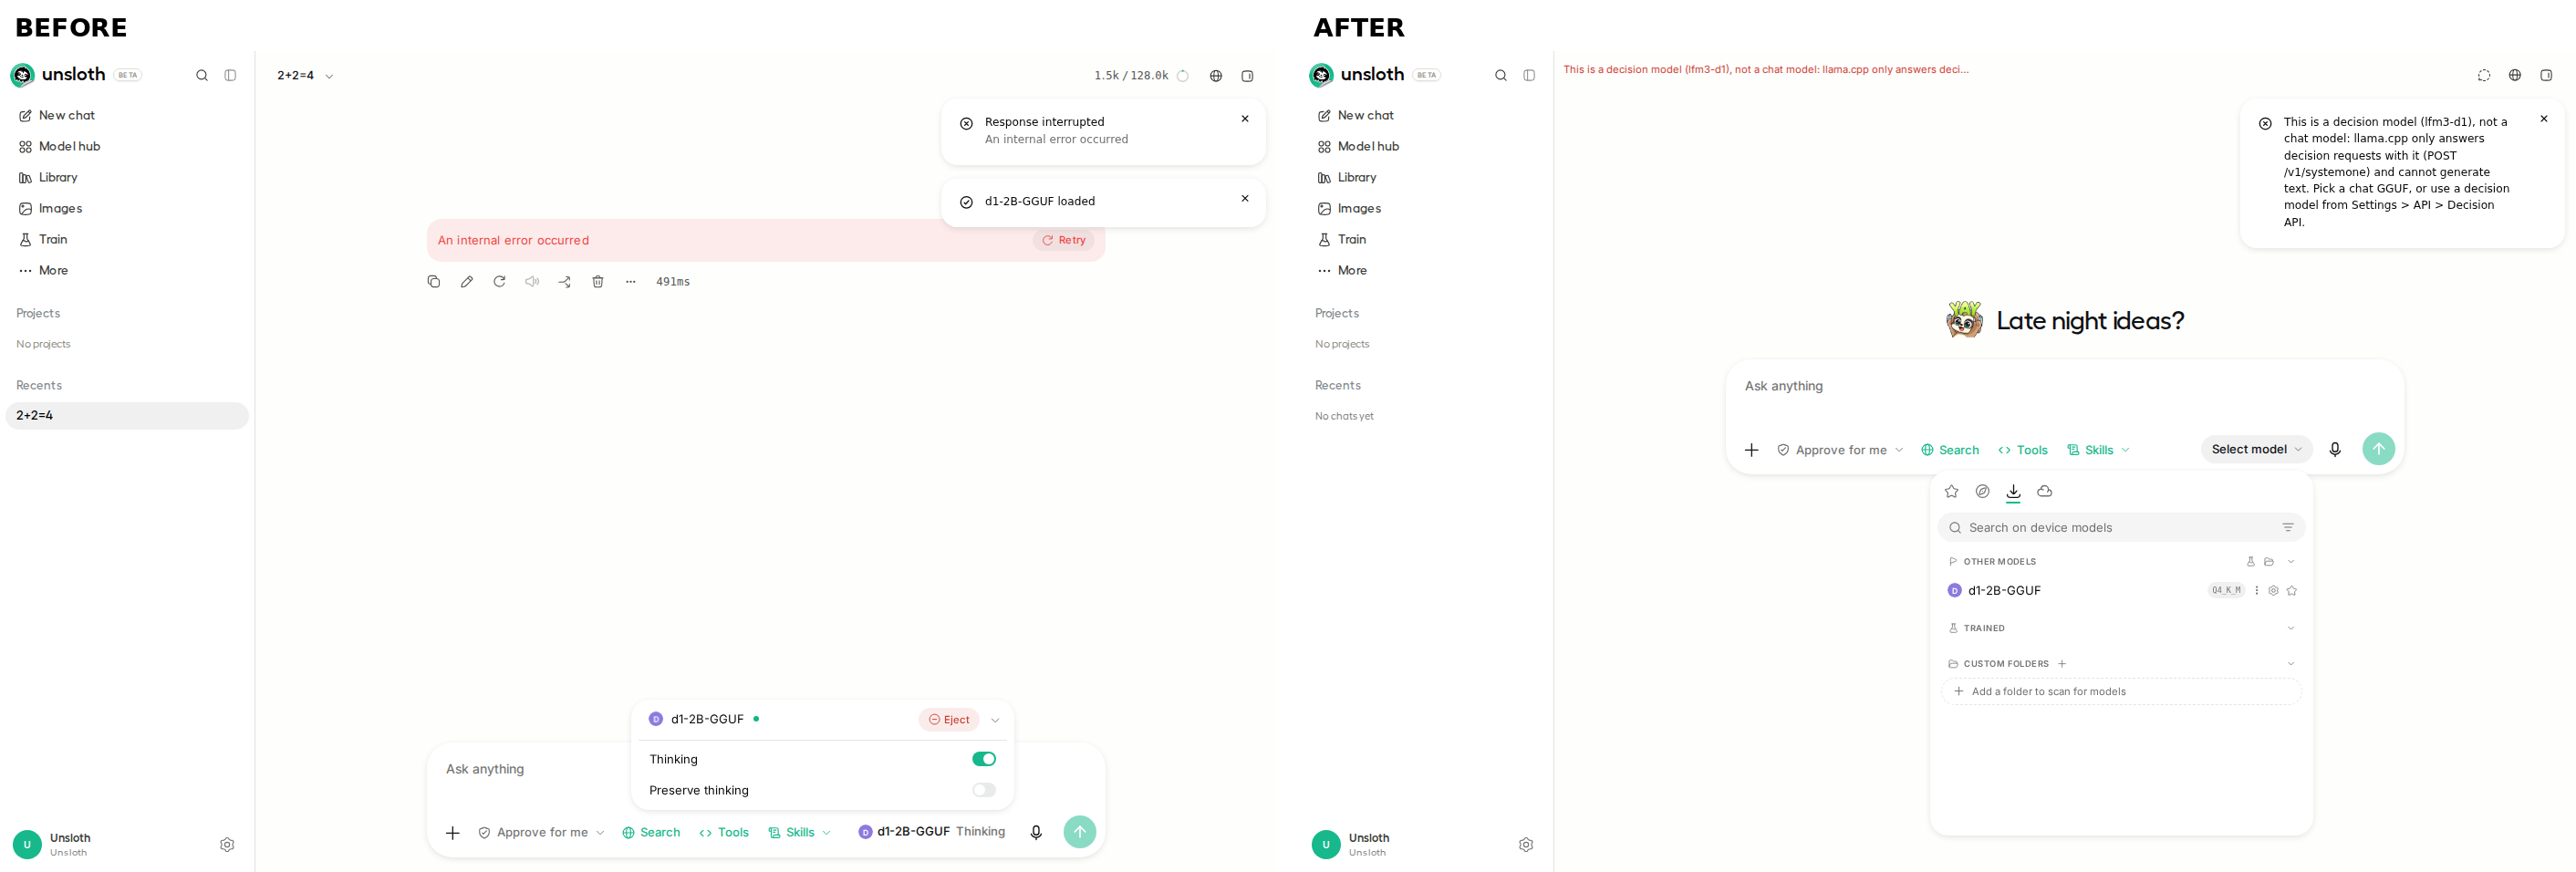 BEFORE
unsloth BETA
New chat
Model hub
Library
Images
Train
More
Projects
No projects
Recents
2+2=4
U Unsloth
Unsloth
2+2=4
1.5k / 128.0k
Response interrupted
An internal error occurred
d1-2B-GGUF loaded
An internal error occurred
Retry
491ms
D d1-2B-GGUF
Eject
Thinking
Preserve thinking
Ask anything
Approve for me
Search
Tools
Skills
D d1-2B-GGUF Thinking
AFTER
unsloth BETA
New chat
Model hub
Library
Images
Train
More
Projects
No projects
Recents
No chats yet
U Unsloth
Unsloth
This is a decision model (lfm3-d1), not a chat model: llama.cpp only answers deci...
This is a decision model (lfm3-d1), not a
chat model: llama.cpp only answers
decision requests with it (POST
/v1/systemone) and cannot generate
text. Pick a chat GGUF, or use a decision
model from Settings > API > Decision
API.
YAY
Late night ideas?
Ask anything
Approve for me
Search
Tools
Skills
Select model
Search on device models
OTHER MODELS
D d1-2B-GGUF
Q4_K_M
TRAINED
CUSTOM FOLDERS
Add a folder to scan for models